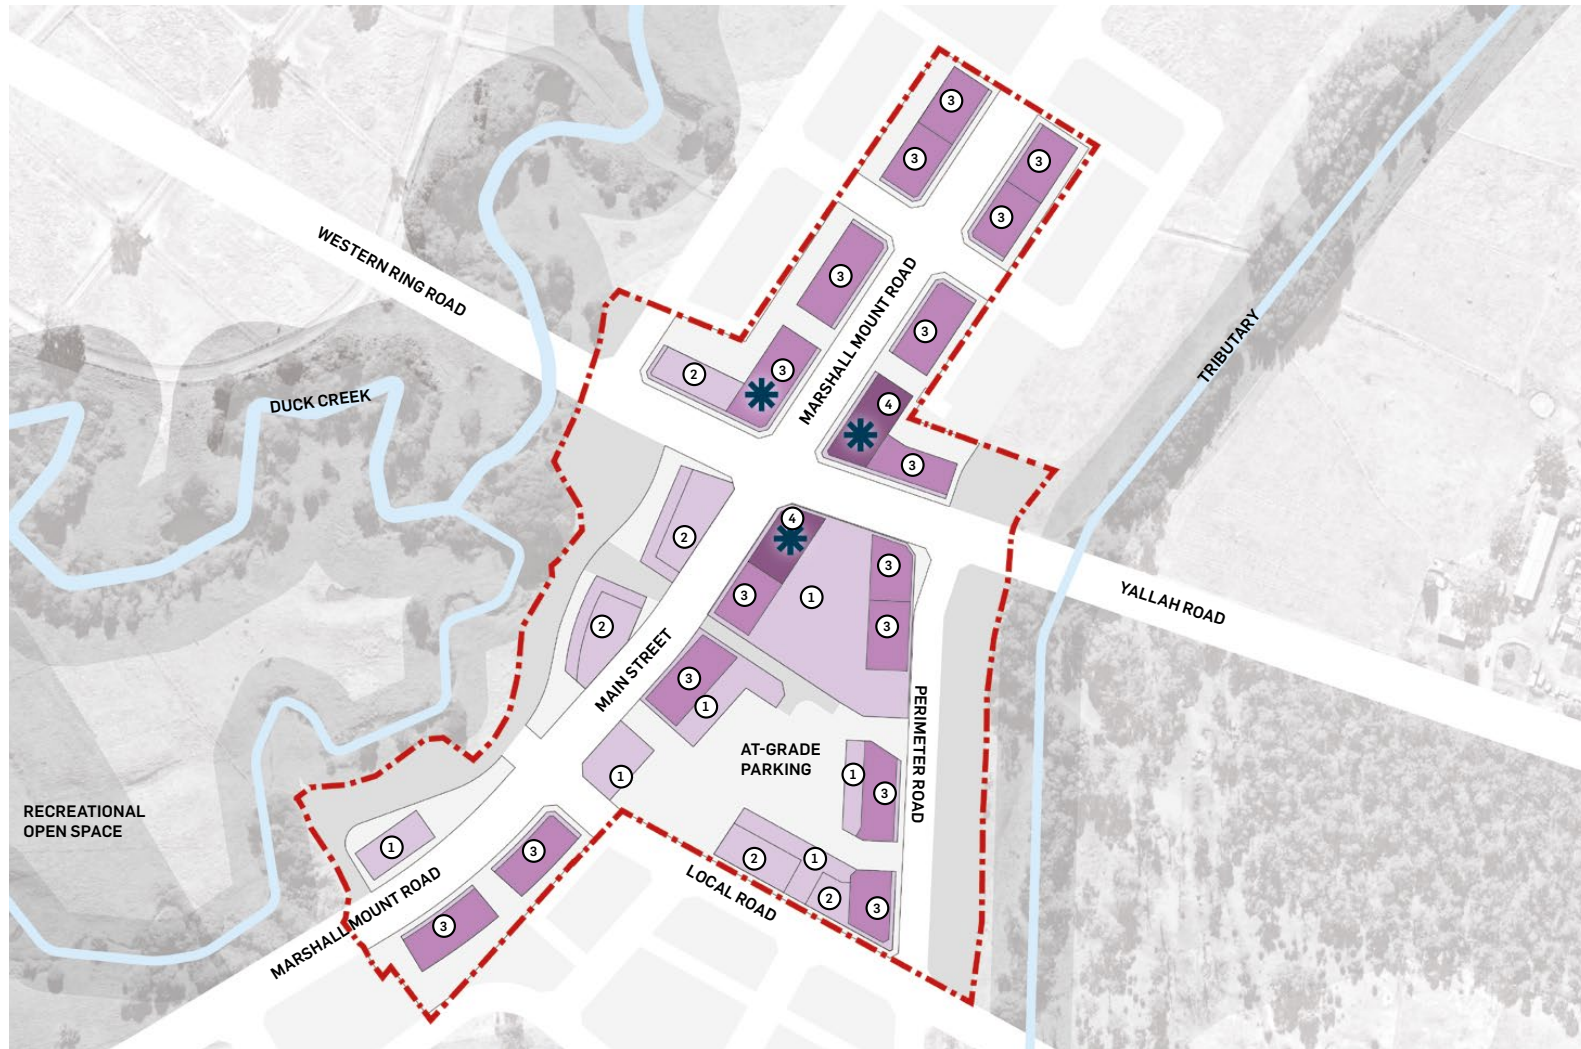 3
3
3
3
WESTERN RING ROAD
3
MARSHALL MOUNT ROAD
3
TRIBUTARY
2
3
DUCK CREEK
4
3
4
2
3
3
1
YALLAH ROAD
2
3
MAIN STREET
3
1
PERIMETER ROAD
AT-GRADE
PARKING
1
1
3
RECREATIONAL
OPEN SPACE
1
3
2
1
LOCAL ROAD
2
3
MARSHALL MOUNT ROAD
3